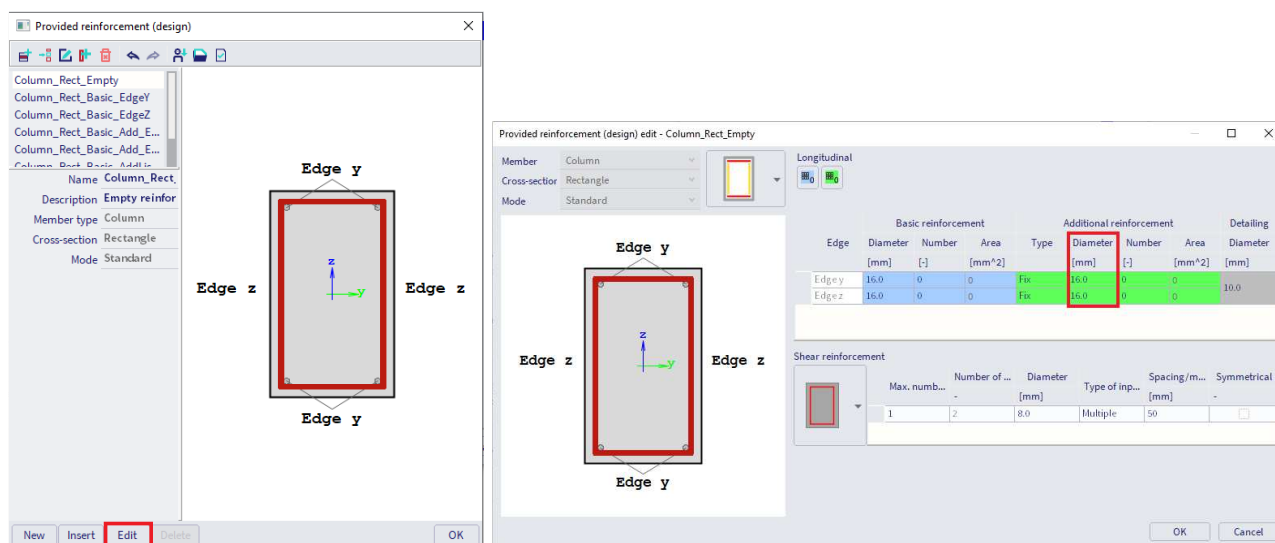 Provided reinforcement (design)
Column_Rect_Empty
Column_Rect_Basic_EdgeY
Column_Rect_Basic_EdgeZ
Column_Rect_Basic_Add_E...
Column_Rect_Basic_Add_E...
Column_Rect_Basic_AddLis
Name Column_Rect,
Description Empty reinfor
Member type Column
Cross-section Rectangle
Mode Standard
Edge y
z
Edge z
y
Edge z
Edge y
New Insert Edit Delete OK
Provided reinforcement (design) edit - Column_Rect_Empty
Member Column
Cross-section Rectangle
Mode Standard
Edge y
z
Edge z
y
Edge z
Edge y
Longitudinal
Basic reinforcement Additional reinforcement Detailing
Edge Diameter Number Area Type Diameter Number Area Diameter
[mm] [-] [mm^2] [mm] [-] [mm^2] [mm]
Edge y 16.0 0 0 Fix 16.0 0 0 10.0
Edge z 16.0 0 0 Fix 16.0 0 0
Shear reinforcement
Max. numb... Number of ... Diameter Type of inp... Spacing/m... Symmetrical
- [mm] [mm] -
1 2 8.0 Multiple 50
OK Cancel